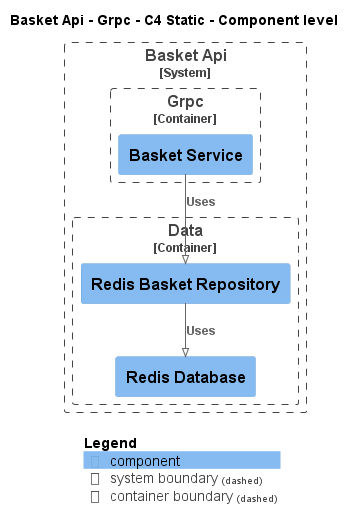 Basket Api - Grpc - C4 Static - Component level
Basket Api
[System]
Grpc
[Container]
Basket Service
Uses
Data
[Container]
Redis Basket Repository
Uses
Redis Database
Legend
component
system boundary (dashed)
container boundary (dashed)